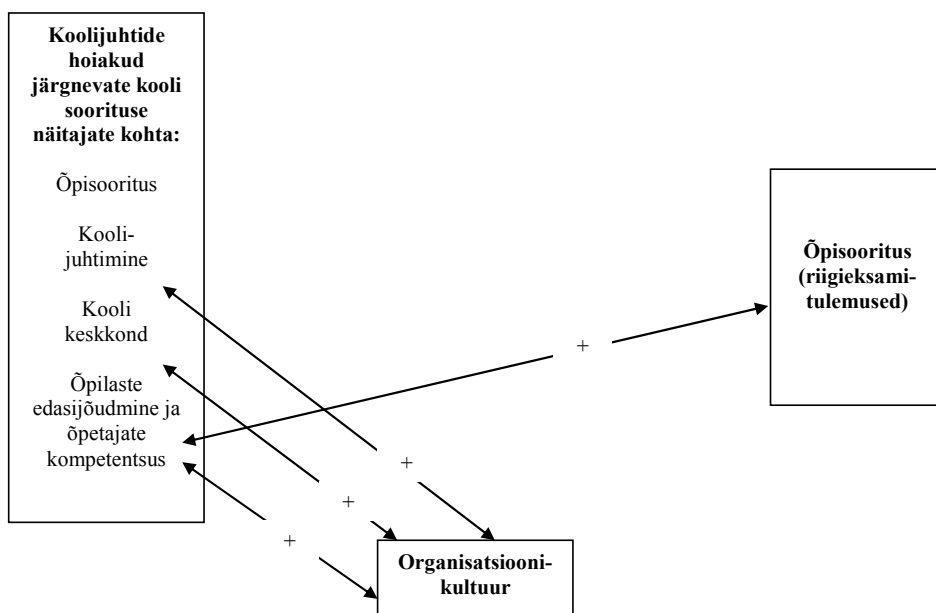 Koolijuhtide
hoiakud
järgnevate kooli
soorituse
näitajate kohta:
Õpisooritus
Kooli-
juhtimine
Kooli
keskkond
Õpilaste
edasijõudmine ja
õpetajate
kompetentsus
Õpisooritus
(riigieksami-
tulemused)
+
+
+
+
Organisatsiooni-
kultuur